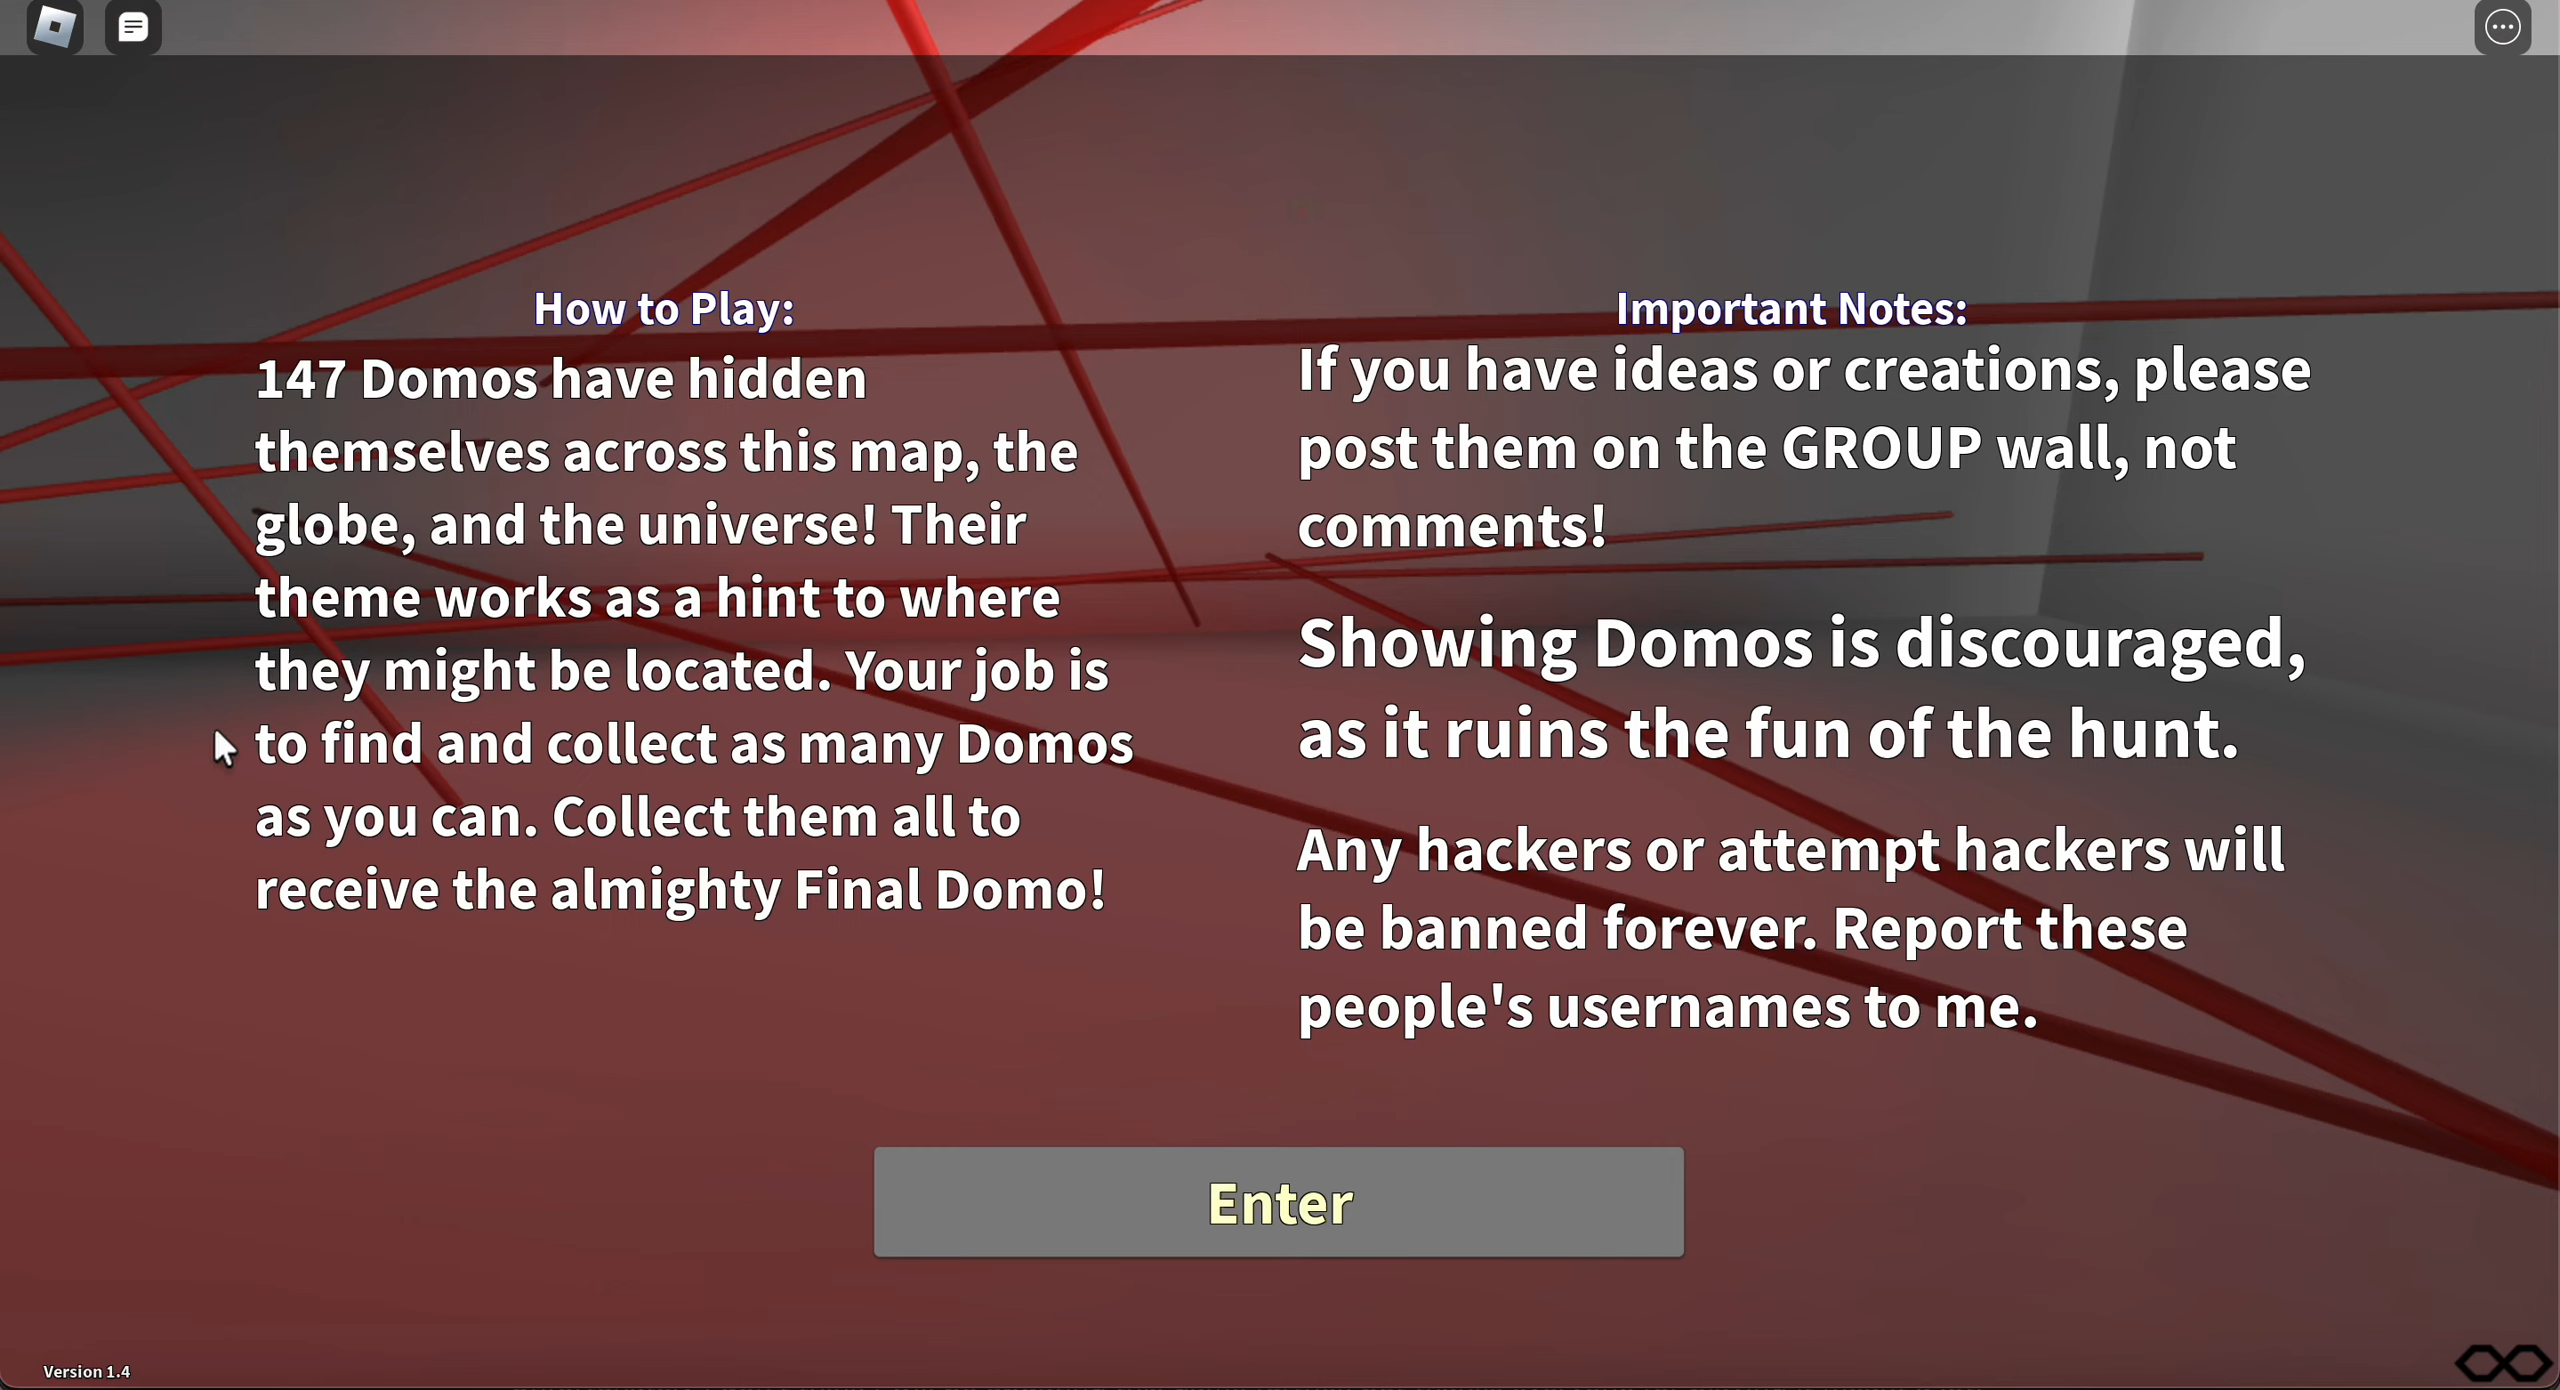 How to Play:
147 Domos have hidden
themselves across this map, the
globe, and the universe! Their
theme works as a hint to where
they might be located. Your job is
to find and collect as many Domos
as you can. Collect them all to
receive the almighty Final Domo!
Important Notes:
If you have ideas or creations, please
post them on the GROUP wall, not
comments!
Showing Domos is discouraged,
as it ruins the fun of the hunt.
Any hackers or attempt hackers will
be banned forever. Report these
people's usernames to me.
Enter
Version 1.4